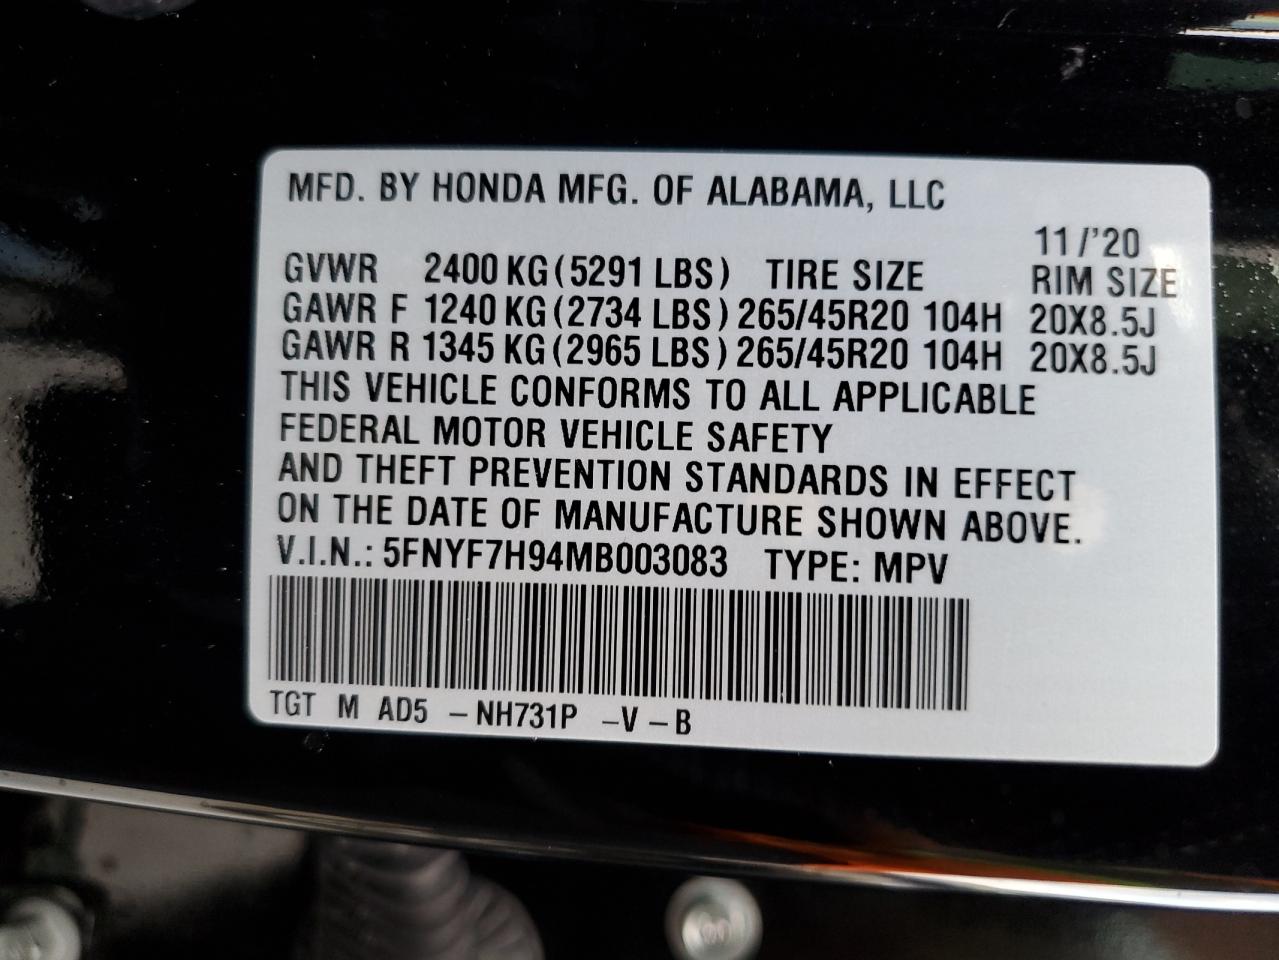 MFD. BY HONDA MFG. OF ALABAMA, LLC
11/'20
GVWR 2400 KG (5291 LBS) TIRE SIZE RIM SIZE
GAWR F 1240 KG (2734 LBS) 265/45R20 104H 20X8.5J
GAWR R 1345 KG (2965 LBS) 265/45R20 104H 20X8.5J
THIS VEHICLE CONFORMS TO ALL APPLICABLE
FEDERAL MOTOR VEHICLE SAFETY
AND THEFT PREVENTION STANDARDS IN EFFECT
ON THE DATE OF MANUFACTURE SHOWN ABOVE.
V.I.N.: 5FNYF7H94MB003083 TYPE: MPV
TGT M AD5 -NH731P -V-B